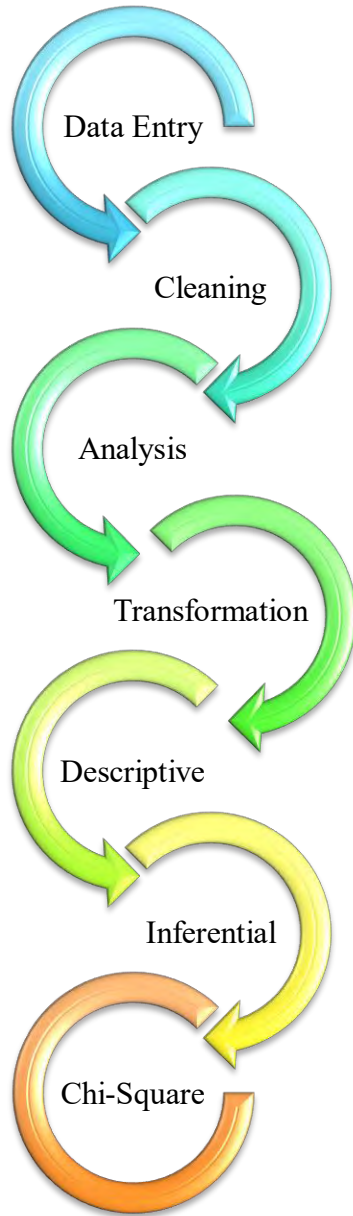 Data Entry
Cleaning
Analysis
Transformation
Descriptive
Inferential
Chi-Square